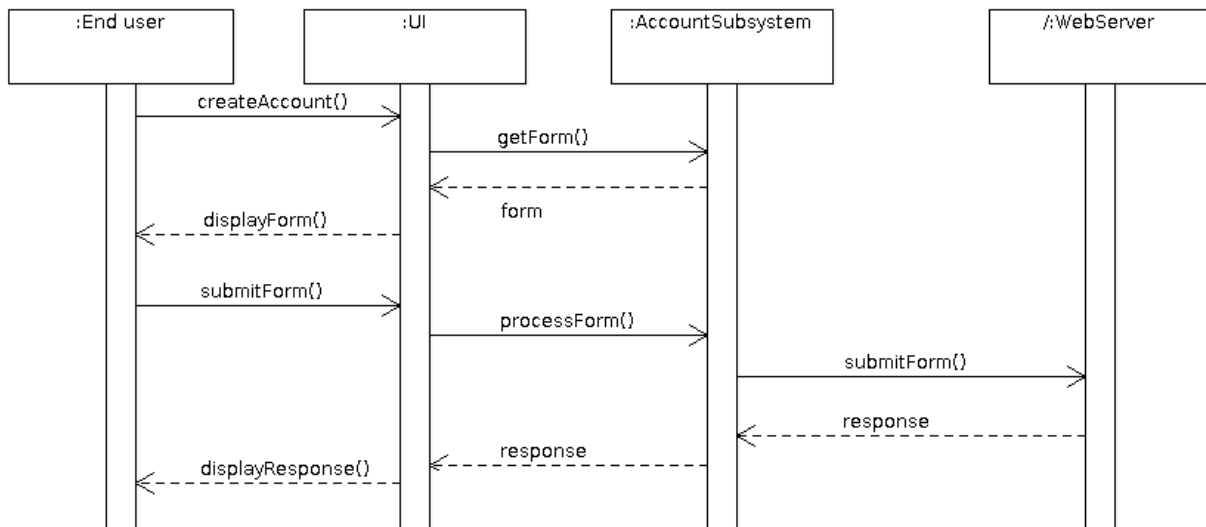 :End user
:UI
:AccountSubsystem
/:WebServer
createAccount()
getForm()
form
displayForm()
submitForm()
processForm()
submitForm()
response
response
displayResponse()